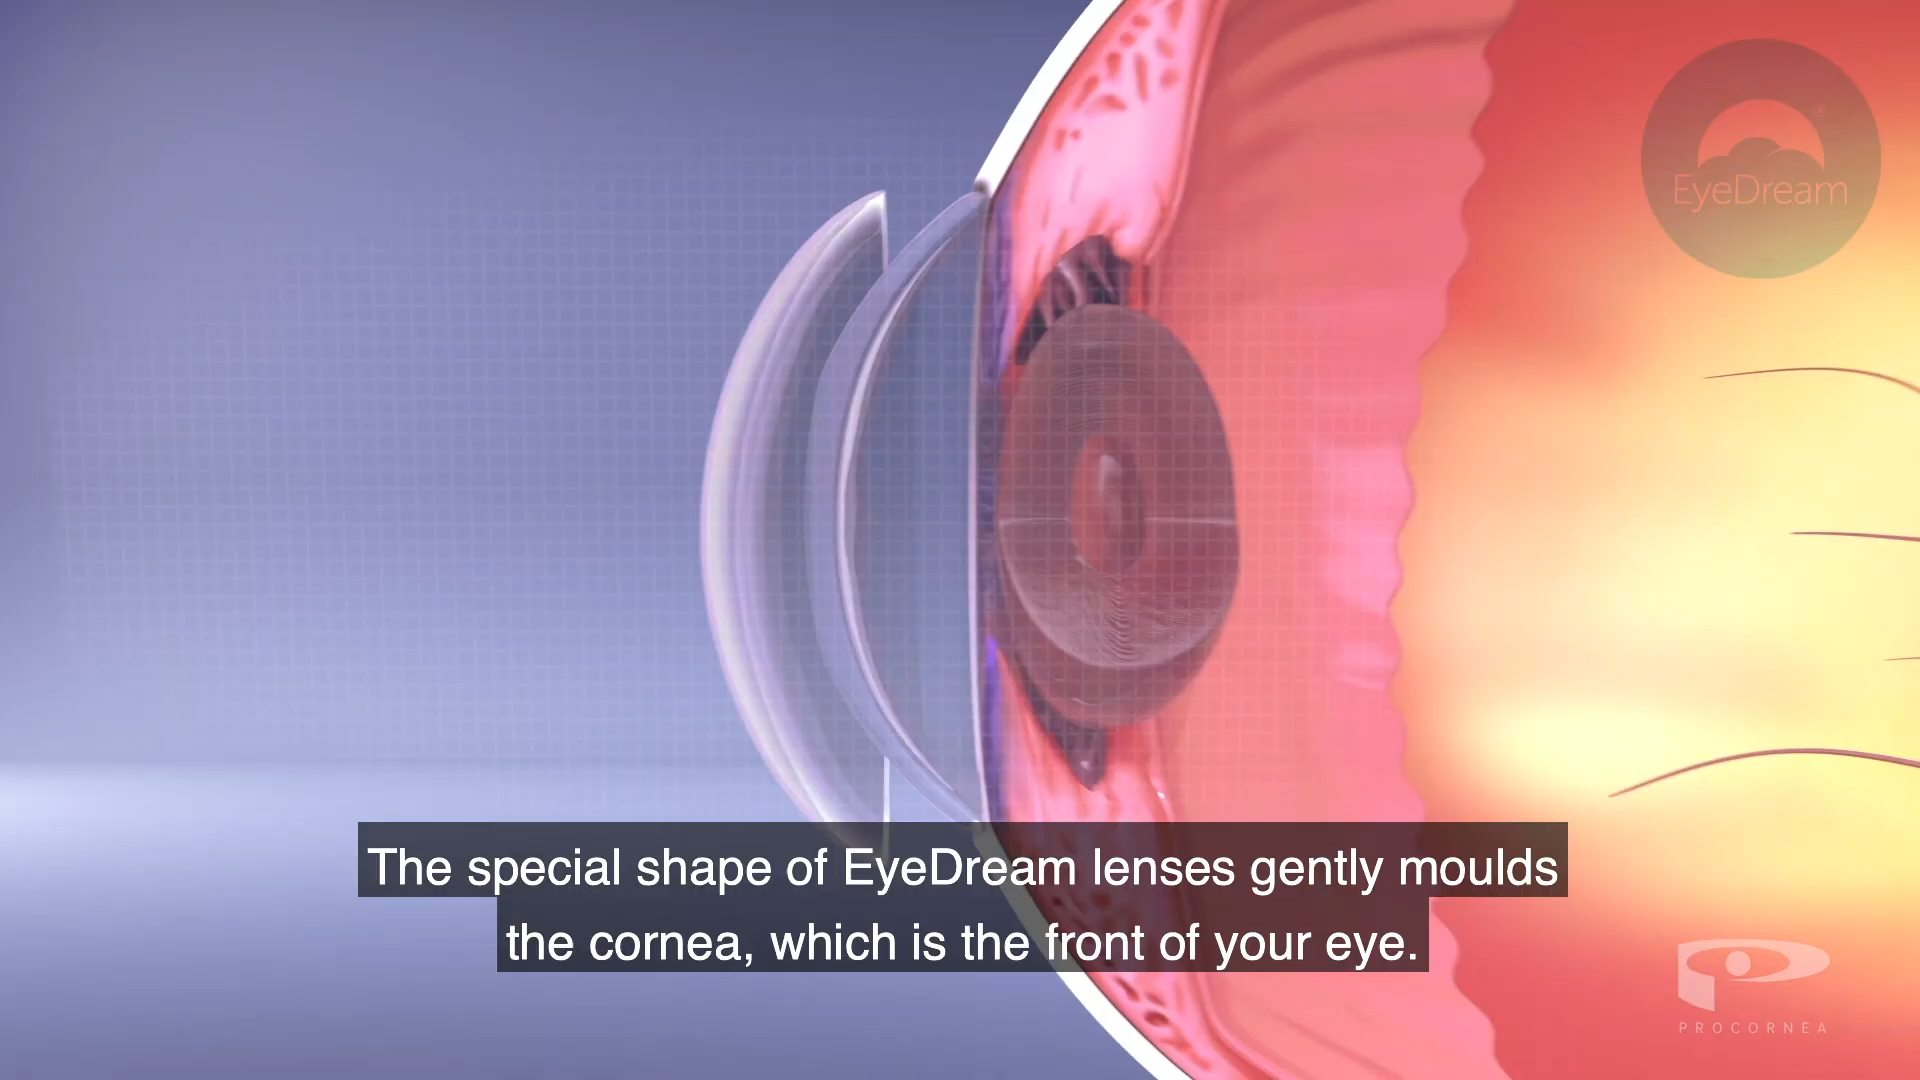 EyeDream
®
The special shape of EyeDream lenses gently moulds
the cornea, which is the front of your eye.
PROCORNEA